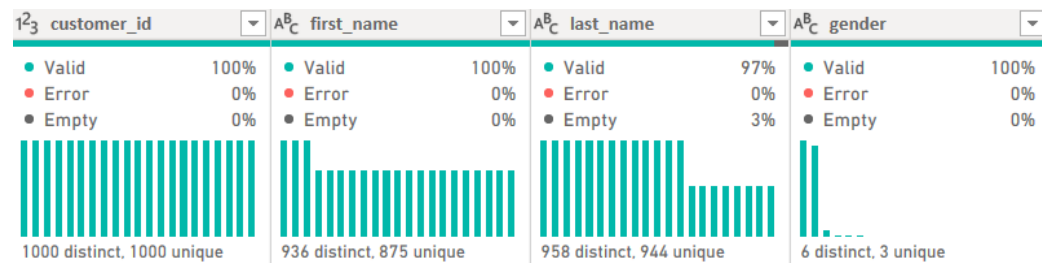 123 customer_id
ABC first_name
ABC last_name
ABC gender
Valid 100%
Error 0%
Empty 0%
1000 distinct, 1000 unique
Valid 100%
Error 0%
Empty 0%
936 distinct, 875 unique
Valid 97%
Error 0%
Empty 3%
958 distinct, 944 unique
Valid 100%
Error 0%
Empty 0%
6 distinct, 3 unique